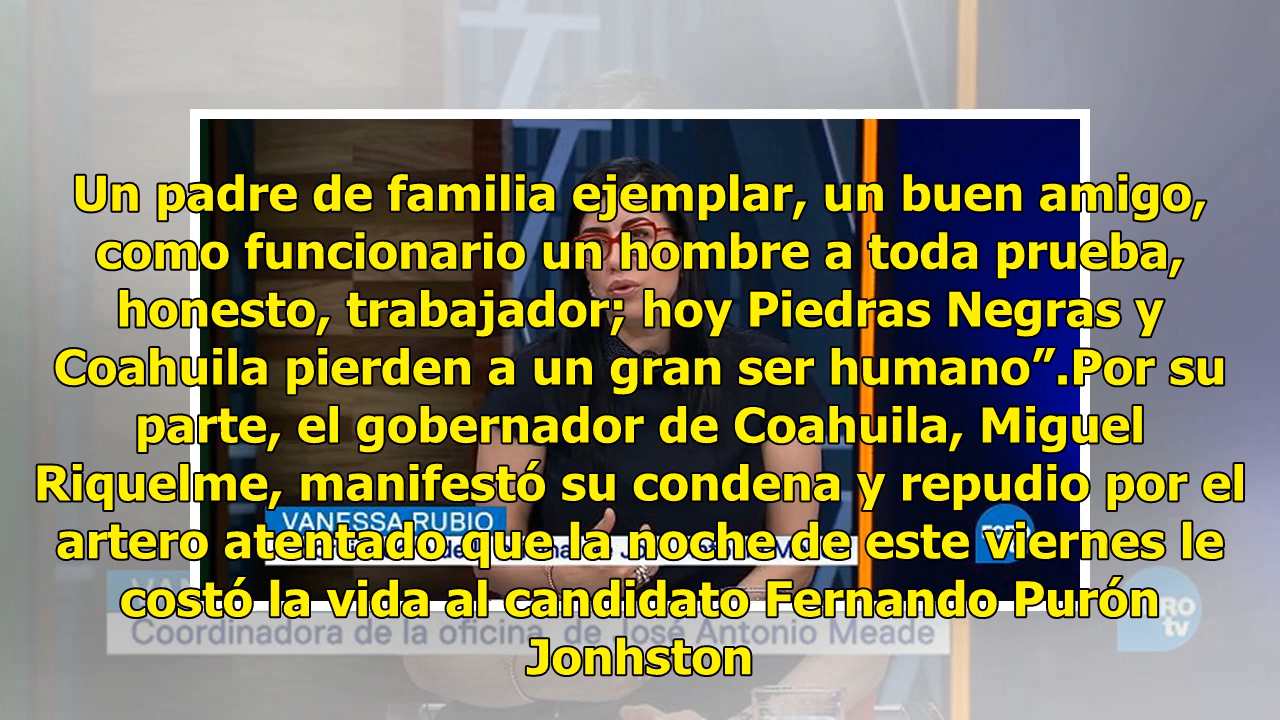 Un padre de familia ejemplar, un buen amigo,
como funcionario un hombre a toda prueba,
honesto, trabajador; hoy Piedras Negras y
Coahuila pierden a un gran ser humano”.Por su
parte, el gobernador de Coahuila, Miguel
Riquelme, manifestó su condena y repudio por el
artero atentado que la noche de este viernes le
costó la vida al candidato Fernando Purón
Jonhston
VANESSA RUBIO
Coordinadora de la oficina de José Antonio Meade
RO
tv